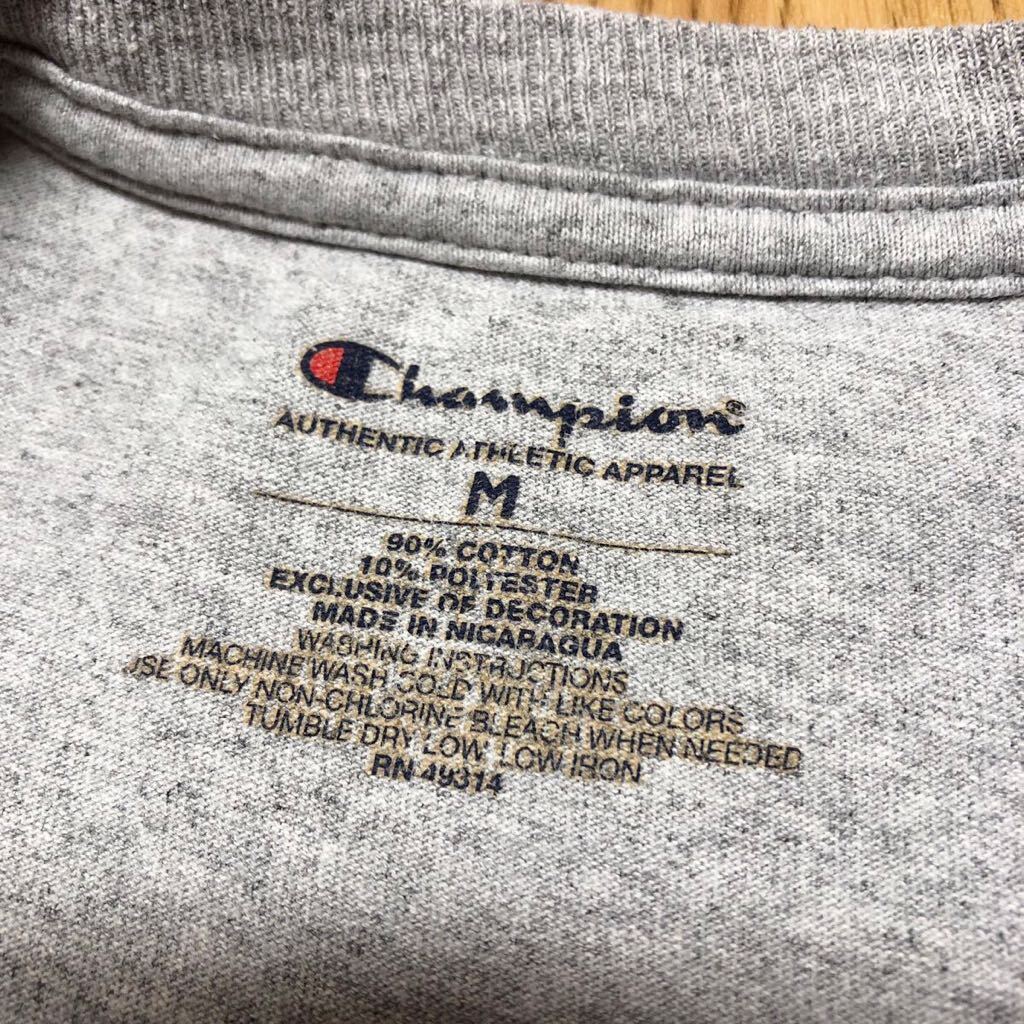 Champion®
AUTHENTIC ATHLETIC APPAREL
M
90% COTTON
10% POLYESTER
EXCLUSIVE OF DECORATION
MADE IN NICARAGUA
WASHING INSTRUCTIONS
MACHINE WASH COLD WITH LIKE COLORS
USE ONLY NON-CHLORINE BLEACH WHEN NEEDED
TUMBLE DRY LOW LOW IRON
RN 49314